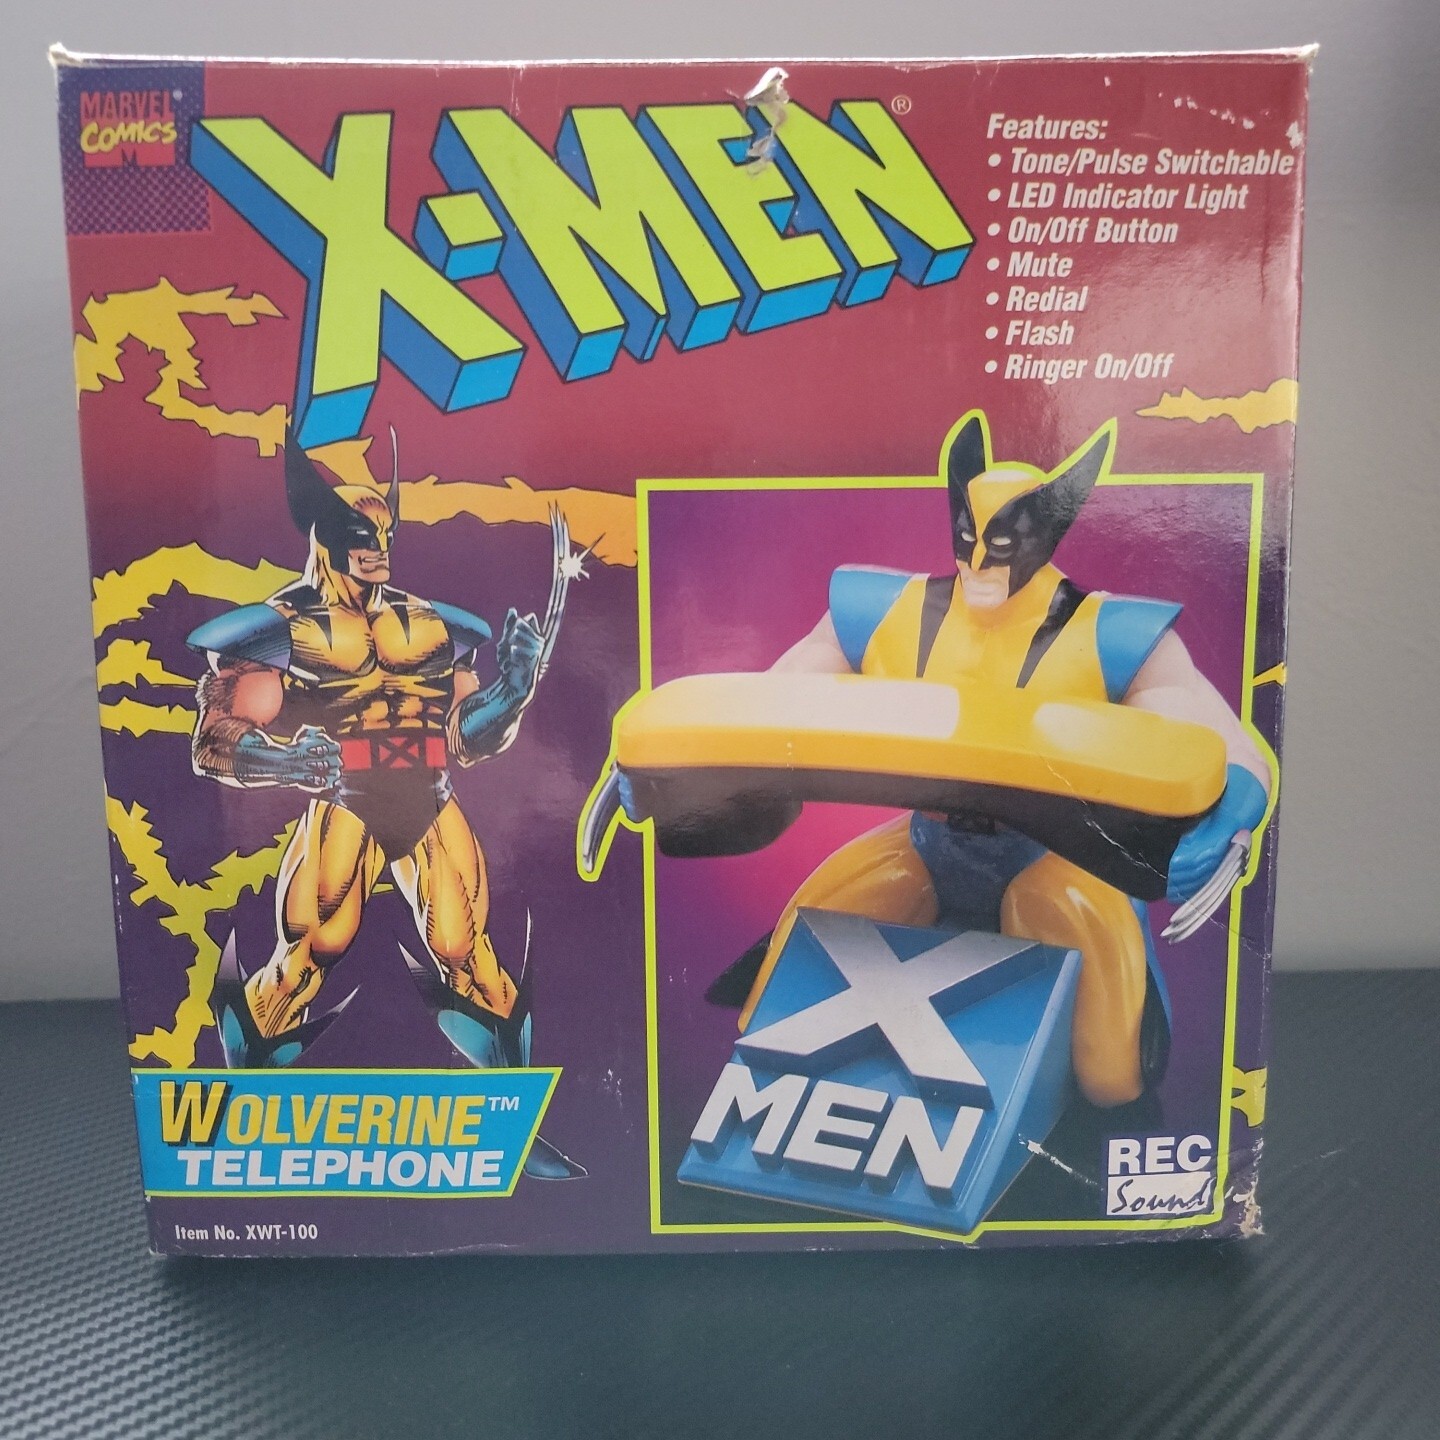 MARVEL
COMICS
M
X-MEN®
Features:
• Tone/Pulse Switchable
• LED Indicator Light
• On/Off Button
• Mute
• Redial
• Flash
• Ringer On/Off
X
MEN
WOLVERINE™
TELEPHONE
REC
Sound
Item No. XWT-100